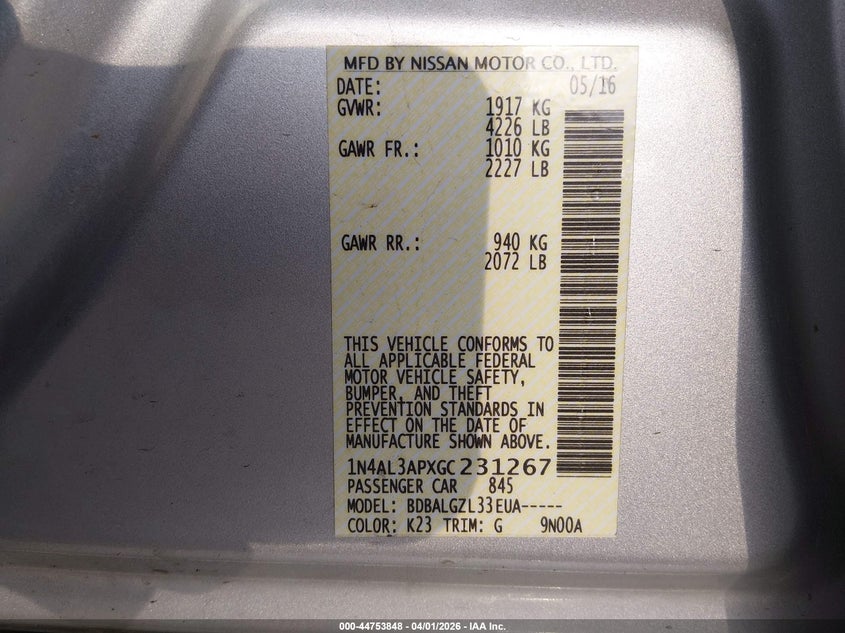 MFD BY NISSAN MOTOR CO., LTD.
DATE: 05/16
GVWR: 1917 KG
4226 LB
GAWR FR.: 1010 KG
2227 LB
GAWR RR.: 940 KG
2072 LB
THIS VEHICLE CONFORMS TO
ALL APPLICABLE FEDERAL
MOTOR VEHICLE SAFETY,
BUMPER, AND THEFT
PREVENTION STANDARDS IN
EFFECT ON THE DATE OF
MANUFACTURE SHOWN ABOVE.
1N4AL3APXGC231267
PASSENGER CAR 845
MODEL: BDBALGZL33EUA-----
COLOR: K23 TRIM: G 9N00A
000-44753848 - 04/01/2026 - IAA Inc.